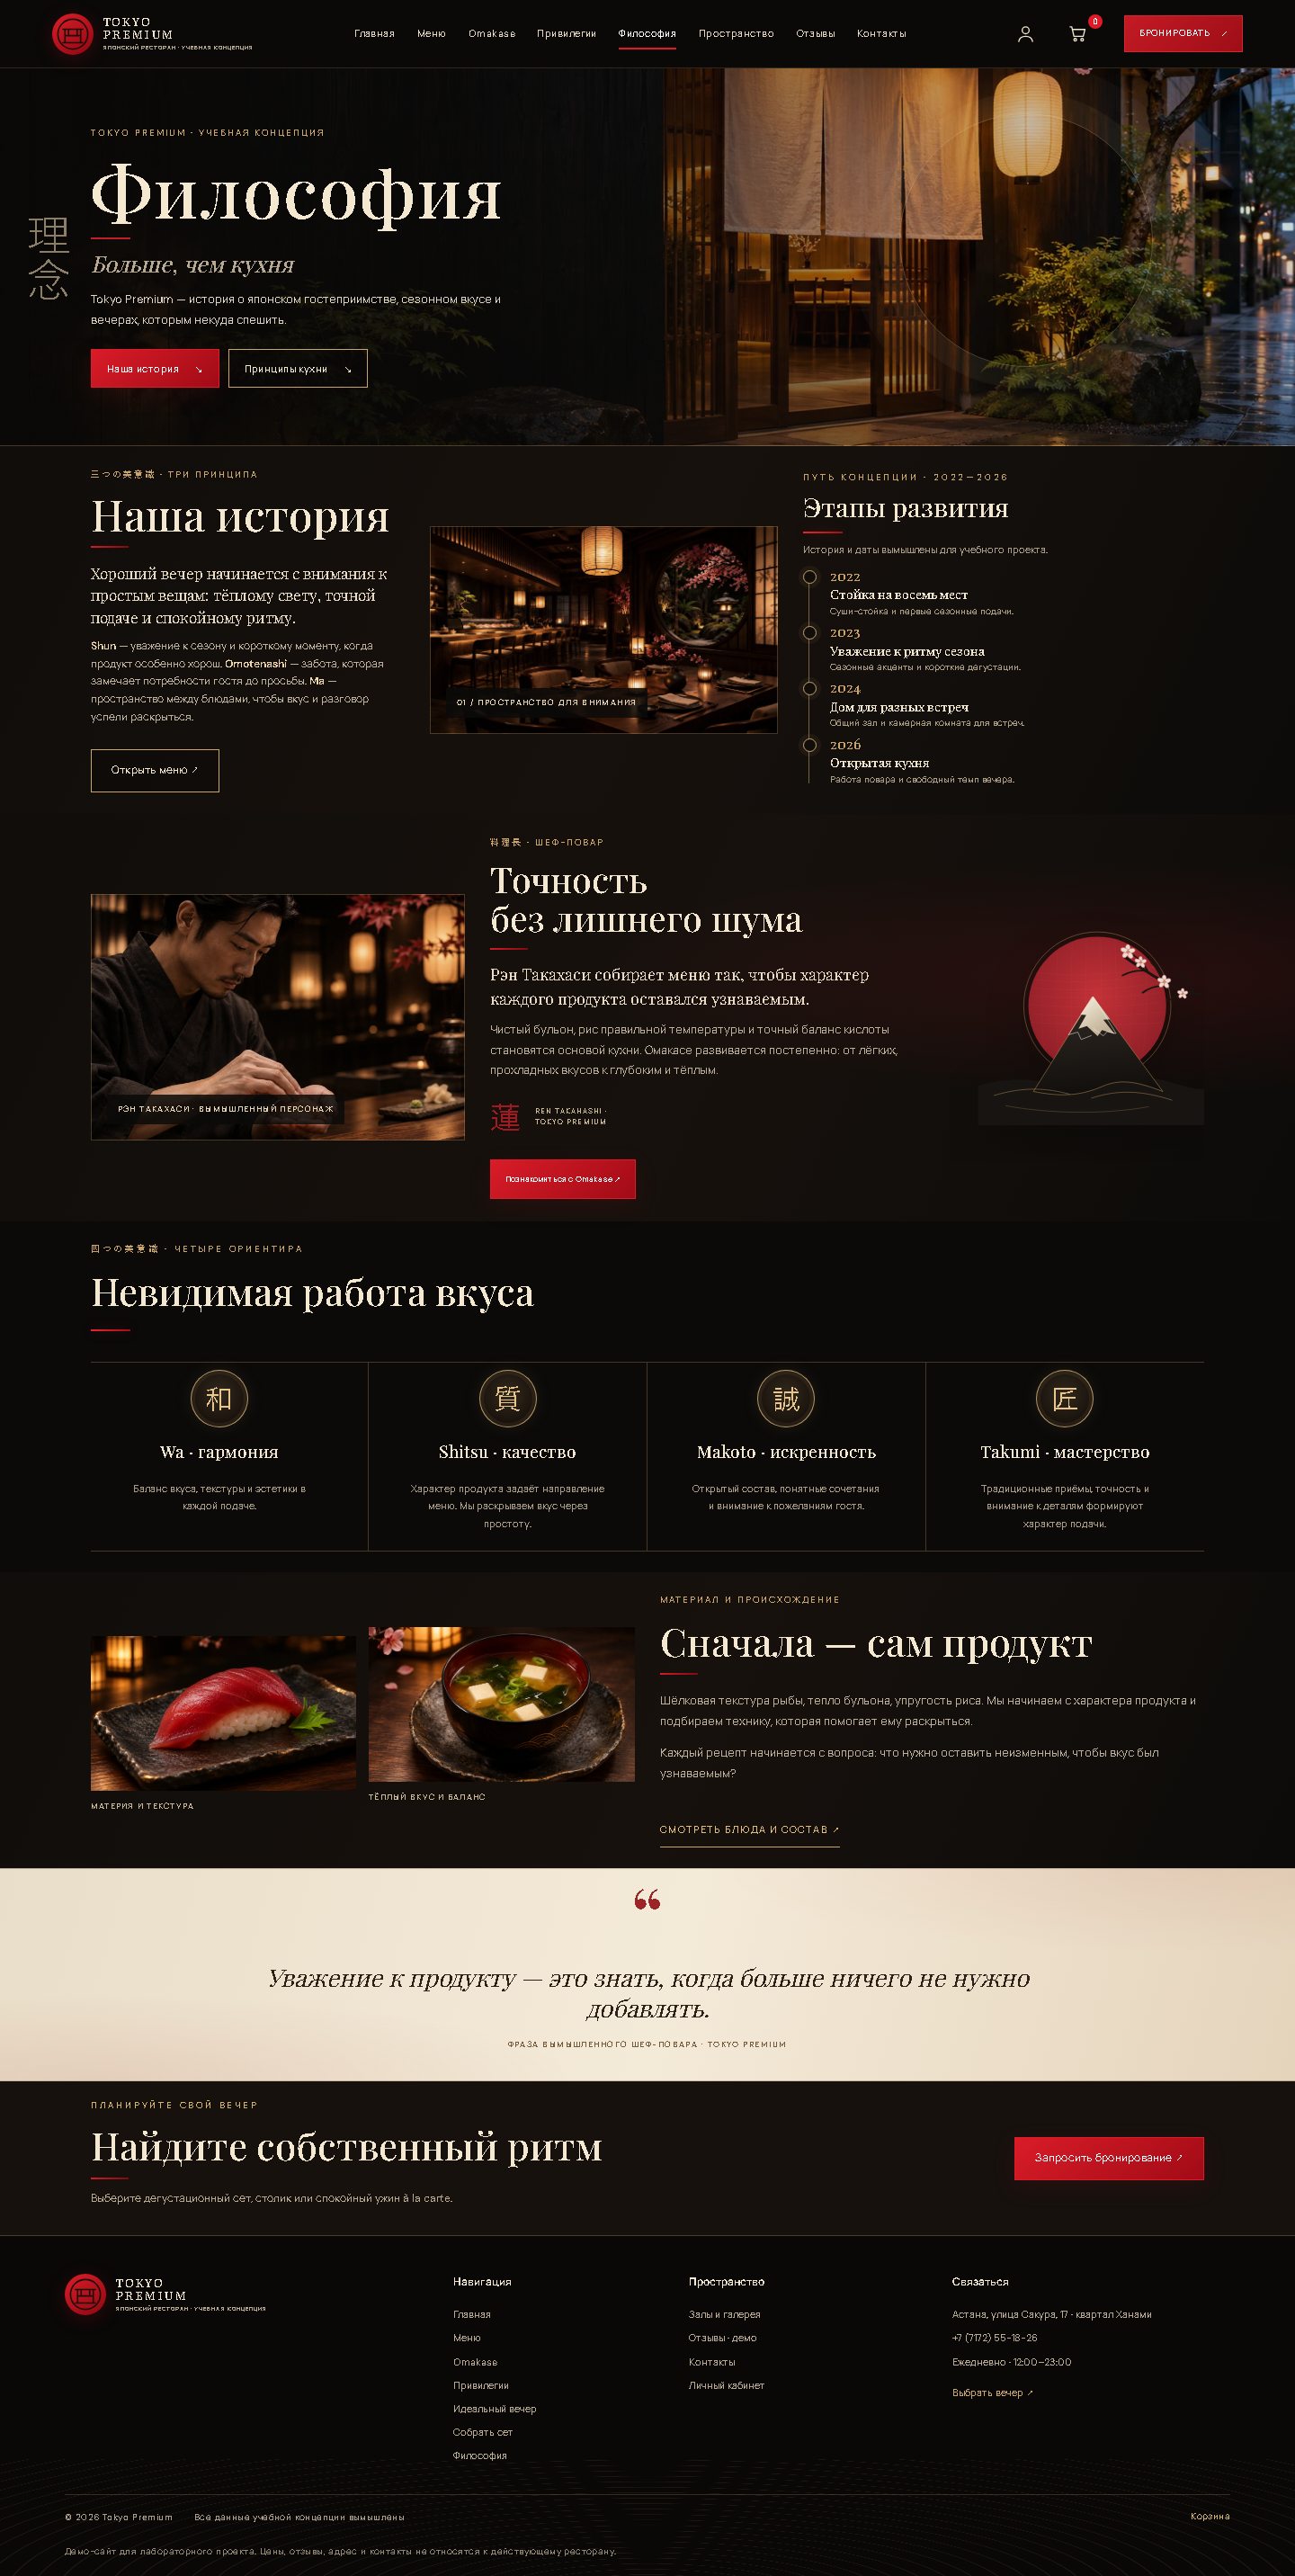 TOKYO
PREMIUM
ЯПОНСКИЙ РЕСТОРАН · УЧЕБНАЯ КОНЦЕПЦИЯ
Главная
Меню
Omakase
Привилегии
Философия
Пространство
Отзывы
Контакты
0
БРОНИРОВАТЬ ↗
TOKYO PREMIUM · УЧЕБНАЯ КОНЦЕПЦИЯ
理念
Философия
Больше, чем кухня
Tokyo Premium — история о японском гостеприимстве, сезонном вкусе и
вечерах, которым некуда спешить.
Наша история ↘
Принципы кухни ↘
三つの美意識 · ТРИ ПРИНЦИПА
Наша история
Хороший вечер начинается с внимания к
простым вещам: тёплому свету, точной
подаче и спокойному ритму.
Shun — уважение к сезону и короткому моменту, когда
продукт особенно хорош. Omotenashi — забота, которая
замечает потребности гостя до просьбы. Ma —
пространство между блюдами, чтобы вкус и разговор
успели раскрыться.
Открыть меню ↗
01 / ПРОСТРАНСТВО ДЛЯ ВНИМАНИЯ
ПУТЬ КОНЦЕПЦИИ · 2022—2026
Этапы развития
История и даты вымышлены для учебного проекта.
2022
Стойка на восемь мест
Суши-стойка и первые сезонные подачи.
2023
Уважение к ритму сезона
Сезонные акценты и короткие дегустации.
2024
Дом для разных встреч
Общий зал и камерная комната для встреч.
2026
Открытая кухня
Работа повара и свободный темп вечера.
РЭН ТАКАХАСИ · ВЫМЫШЛЕННЫЙ ПЕРСОНАЖ
料理長 · ШЕФ-ПОВАР
Точность
без лишнего шума
Рэн Такахаси собирает меню так, чтобы характер
каждого продукта оставался узнаваемым.
Чистый бульон, рис правильной температуры и точный баланс кислоты
становятся основой кухни. Омакасе развивается постепенно: от лёгких,
прохладных вкусов к глубоким и тёплым.
蓮
REN TAKAHASHI ·
TOKYO PREMIUM
Познакомиться с Omakase ↗
四つの美意識 · ЧЕТЫРЕ ОРИЕНТИРА
Невидимая работа вкуса
和
Wa · гармония
Баланс вкуса, текстуры и эстетики в
каждой подаче.
質
Shitsu · качество
Характер продукта задаёт направление
меню. Мы раскрываем вкус через
простоту.
誠
Makoto · искренность
Открытый состав, понятные сочетания
и внимание к пожеланиям гостя.
匠
Takumi · мастерство
Традиционные приёмы, точность и
внимание к деталям формируют
характер подачи.
МАТЕРИЯ И ТЕКСТУРА
ТЁПЛЫЙ ВКУС И БАЛАНС
МАТЕРИАЛ И ПРОИСХОЖДЕНИЕ
Сначала — сам продукт
Шёлковая текстура рыбы, тепло бульона, упругость риса. Мы начинаем с характера продукта и
подбираем технику, которая помогает ему раскрыться.
Каждый рецепт начинается с вопроса: что нужно оставить неизменным, чтобы вкус был
узнаваемым?
СМОТРЕТЬ БЛЮДА И СОСТАВ ↗
“
Уважение к продукту — это знать, когда больше ничего не нужно
добавлять.
ФРАЗА ВЫМЫШЛЕННОГО ШЕФ-ПОВАРА · TOKYO PREMIUM
ПЛАНИРУЙТЕ СВОЙ ВЕЧЕР
Найдите собственный ритм
Выберите дегустационный сет, столик или спокойный ужин à la carte.
Запросить бронирование ↗
TOKYO
PREMIUM
ЯПОНСКИЙ РЕСТОРАН · УЧЕБНАЯ КОНЦЕПЦИЯ
Навигация
Главная
Меню
Omakase
Привилегии
Идеальный вечер
Собрать сет
Философия
Пространство
Залы и галерея
Отзывы · демо
Контакты
Личный кабинет
Связаться
Астана, улица Сакура, 17 · квартал Ханами
+7 (7172) 55-18-26
Ежедневно · 12:00–23:00
Выбрать вечер ↗
© 2026 Tokyo Premium
Все данные учебной концепции вымышлены
Корзина
Демо-сайт для лабораторного проекта. Цены, отзывы, адрес и контакты не относятся к действующему ресторану.